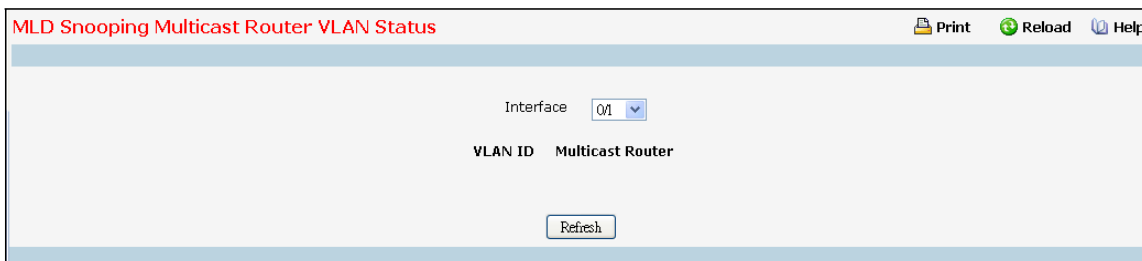 MLD Snooping Multicast Router VLAN Status Print Reload Help
Interface 0/1
VLAN ID Multicast Router
Refresh